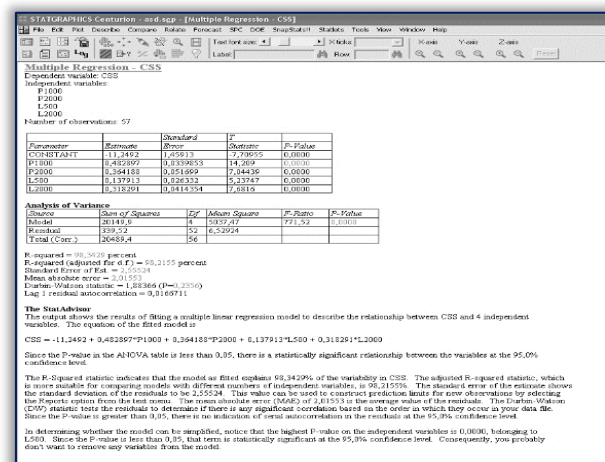 STATGRAPHICS Centurion - asd.sgp - [Multiple Regression - CSS]
File Edit Plot Describe Compare Relate Forecast SPC DOE SnapStats!! Statlets Tools View Window Help
Text font size: X ticks: X-axis Y-axis Z-axis
Log Label: Row: Reset
Multiple Regression - CSS
Dependent variable: CSS
Independent variables:
P1000
P2000
L500
L2000
Number of observations: 57
Standard T
Parameter Estimate Error Statistic P-Value
CONSTANT -11,2492 1,45913 -7,70955 0,0000
P1000 0,482897 0,0339853 14,209 0,0000
P2000 0,364188 0,051699 7,04439 0,0000
L500 0,137913 0,026332 5,23747 0,0000
L2000 0,318291 0,0414354 7,6816 0,0000
Analysis of Variance
Source Sum of Squares Df Mean Square F-Ratio P-Value
Model 20149,9 4 5037,47 771,52 0,0000
Residual 339,52 52 6,52924
Total (Corr.) 20489,4 56
R-squared = 98,3429 percent
R-squared (adjusted for d.f.) = 98,2155 percent
Standard Error of Est. = 2,55524
Mean absolute error = 2,01553
Durbin-Watson statistic = 1,88366 (P=0,2356)
Lag 1 residual autocorrelation = 0,0166711
The StatAdvisor
The output shows the results of fitting a multiple linear regression model to describe the relationship between CSS and 4 independent
variables. The equation of the fitted model is
CSS = -11,2492 + 0,482897*P1000 + 0,364188*P2000 + 0,137913*L500 + 0,318291*L2000
Since the P-value in the ANOVA table is less than 0,05, there is a statistically significant relationship between the variables at the 95,0%
confidence level.
The R-Squared statistic indicates that the model as fitted explains 98,3429% of the variability in CSS. The adjusted R-squared statistic, which
is more suitable for comparing models with different numbers of independent variables, is 98,2155%. The standard error of the estimate shows
the standard deviation of the residuals to be 2,55524. This value can be used to construct prediction limits for new observations by selecting
the Reports option from the text menu. The mean absolute error (MAE) of 2,01553 is the average value of the residuals. The Durbin-Watson
(DW) statistic tests the residuals to determine if there is any significant correlation based on the order in which they occur in your data file.
Since the P-value is greater than 0,05, there is no indication of serial autocorrelation in the residuals at the 95,0% confidence level.
In determining whether the model can be simplified, notice that the highest P-value on the independent variables is 0,0000, belonging to
L500. Since the P-value is less than 0,05, that term is statistically significant at the 95,0% confidence level. Consequently, you probably
don't want to remove any variables from the model.